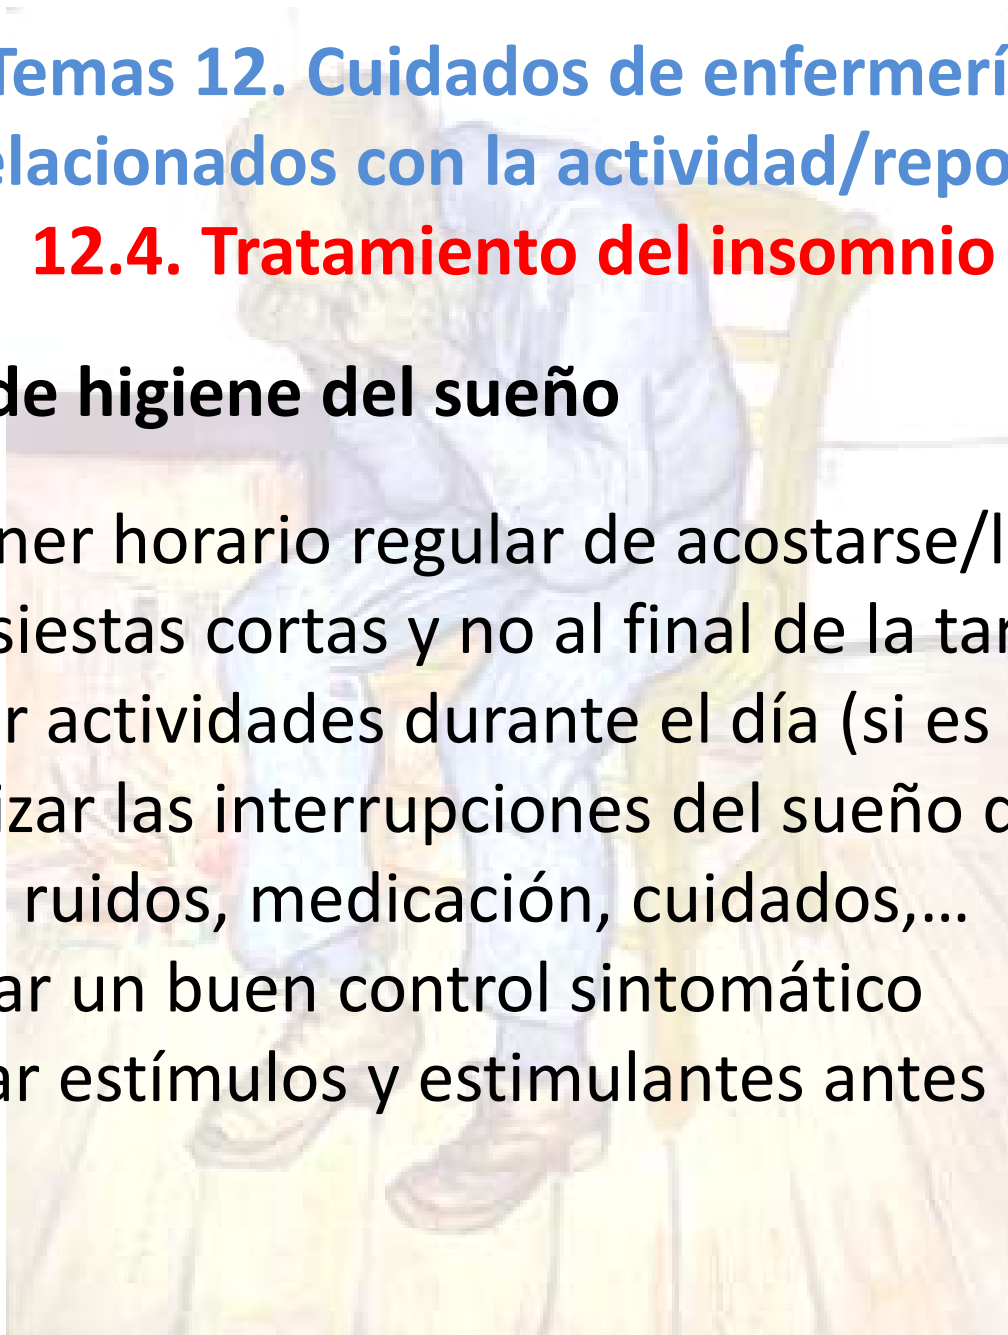 Temas 12. Cuidados de enfermerí
elacionados con la actividad/repo
12.4. Tratamiento del insomnio
de higiene del sueño
ner horario regular de acostarse/l
siestas cortas y no al final de la tar
r actividades durante el día (si es
izar las interrupciones del sueño d
ruidos, medicación, cuidados,...
ar un buen control sintomático
ar estímulos y estimulantes antes